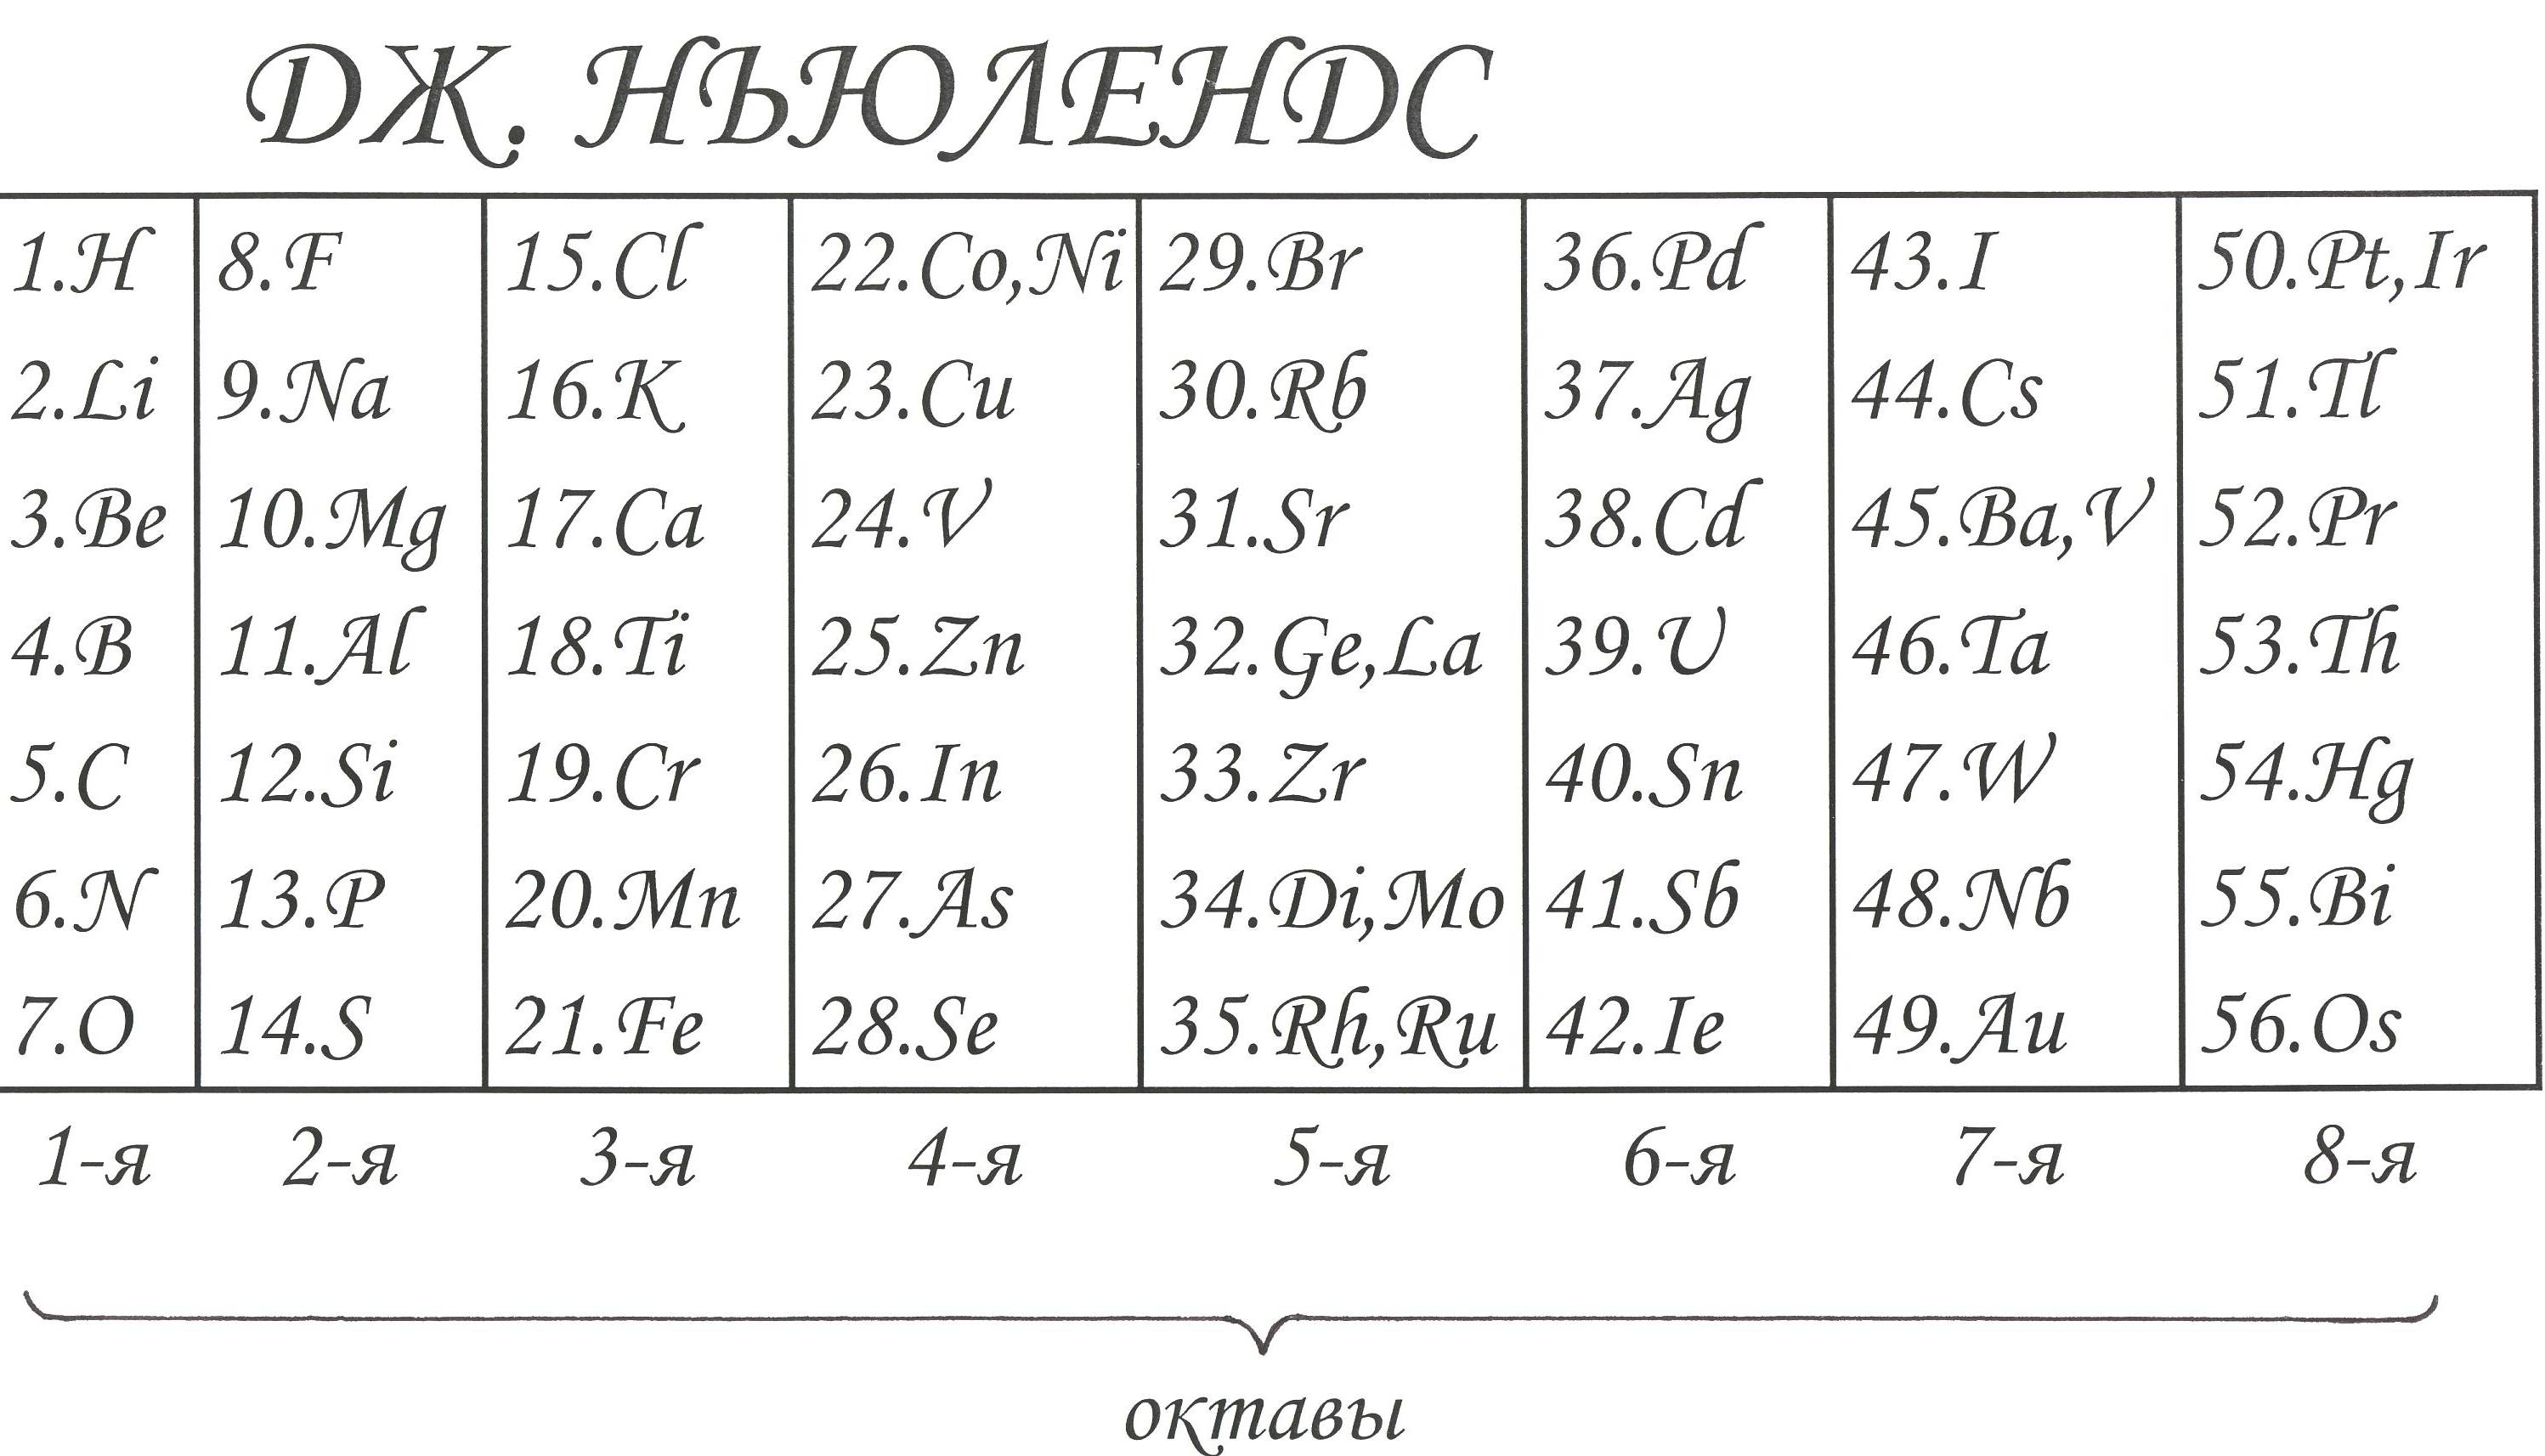 ДЖ. НЬЮЛЕНДС
1.H 8.F 15.Cl 22.Co,Ni 29.Br 36.Pd 43.I 50.Pt,Ir
2.Li 9.Na 16.K 23.Cu 30.Rb 37.Ag 44.Cs 51.Tl
3.Be 10.Mg 17.Ca 24.V 31.Sr 38.Cd 45.Ba,V 52.Pr
4.B 11.Al 18.Ti 25.Zn 32.Ge,La 39.U 46.Ta 53.Th
5.C 12.Si 19.Cr 26.In 33.Zr 40.Sn 47.W 54.Hg
6.N 13.P 20.Mn 27.As 34.Di,Mo 41.Sb 48.Nb 55.Bi
7.O 14.S 21.Fe 28.Se 35.Rh,Ru 42.Ie 49.Au 56.Os
1-я 2-я 3-я 4-я 5-я 6-я 7-я 8-я
октавы